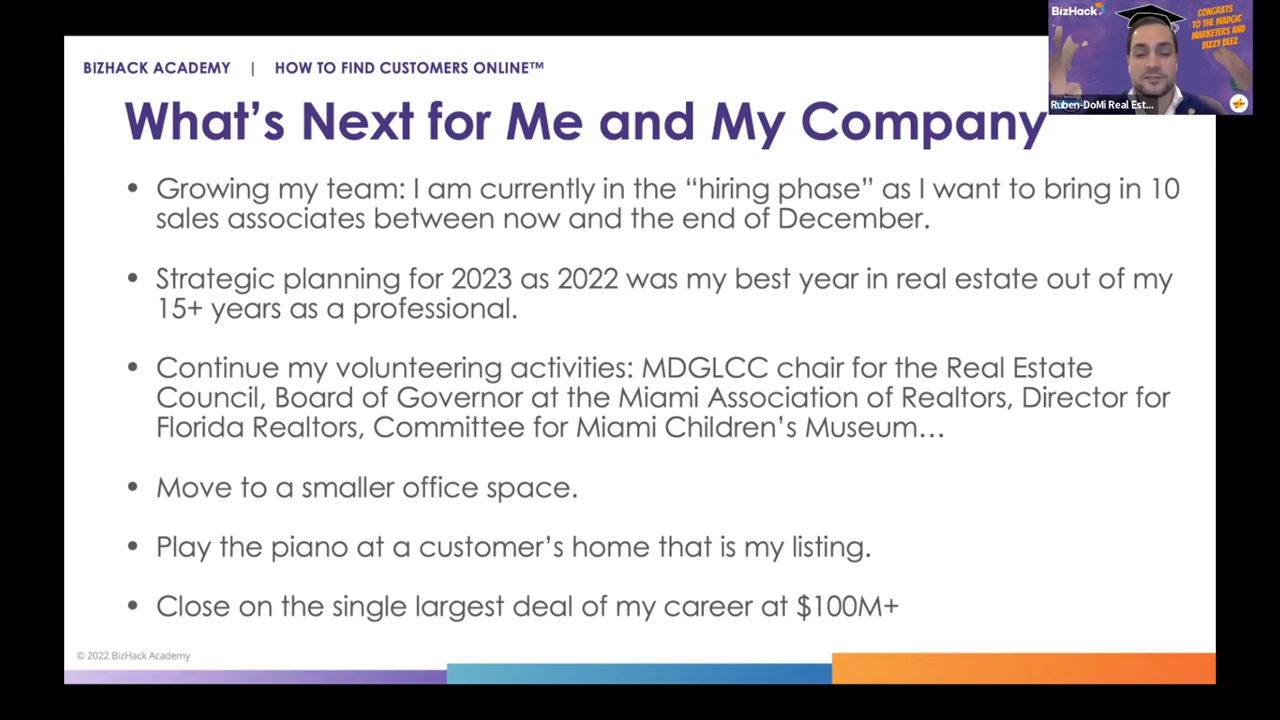 BIZHACK ACADEMY | HOW TO FIND CUSTOMERS ONLINE™
What's Next for Me and My Company
• Growing my team: I am currently in the “hiring phase” as I want to bring in 10
sales associates between now and the end of December.
• Strategic planning for 2023 as 2022 was my best year in real estate out of my
15+ years as a professional.
• Continue my volunteering activities: MDGLCC chair for the Real Estate
Council, Board of Governor at the Miami Association of Realtors, Director for
Florida Realtors, Committee for Miami Children’s Museum…
• Move to a smaller office space.
• Play the piano at a customer’s home that is my listing.
• Close on the single largest deal of my career at $100M+
© 2022 BizHack Academy
BizHack
CONGRATS
TO THE MADGIC
MARKETERS AND
BIZZY BEEZ
Ruben-DoMi Real Est...